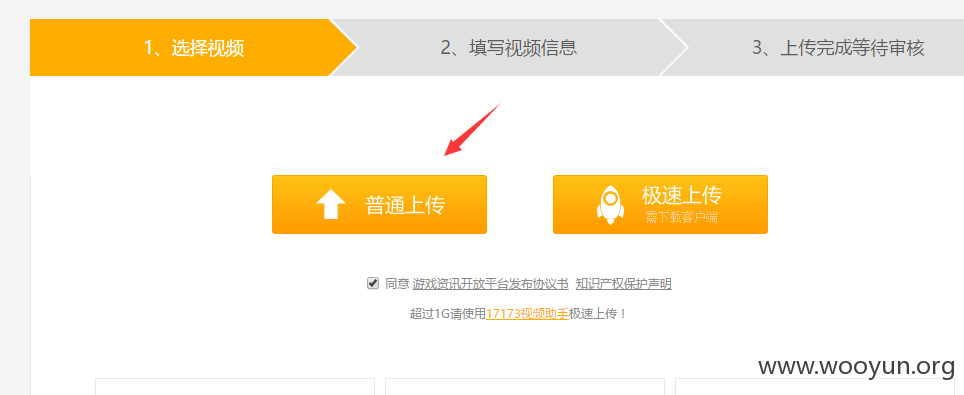 1、选择视频
2、填写视频信息
3、上传完成等待审核
普通上传
极速上传
需下载客户端
同意 游戏资讯开放平台发布协议书 知识产权保护声明
超过1G请使用17173视频助手极速上传！
www.wooyun.org